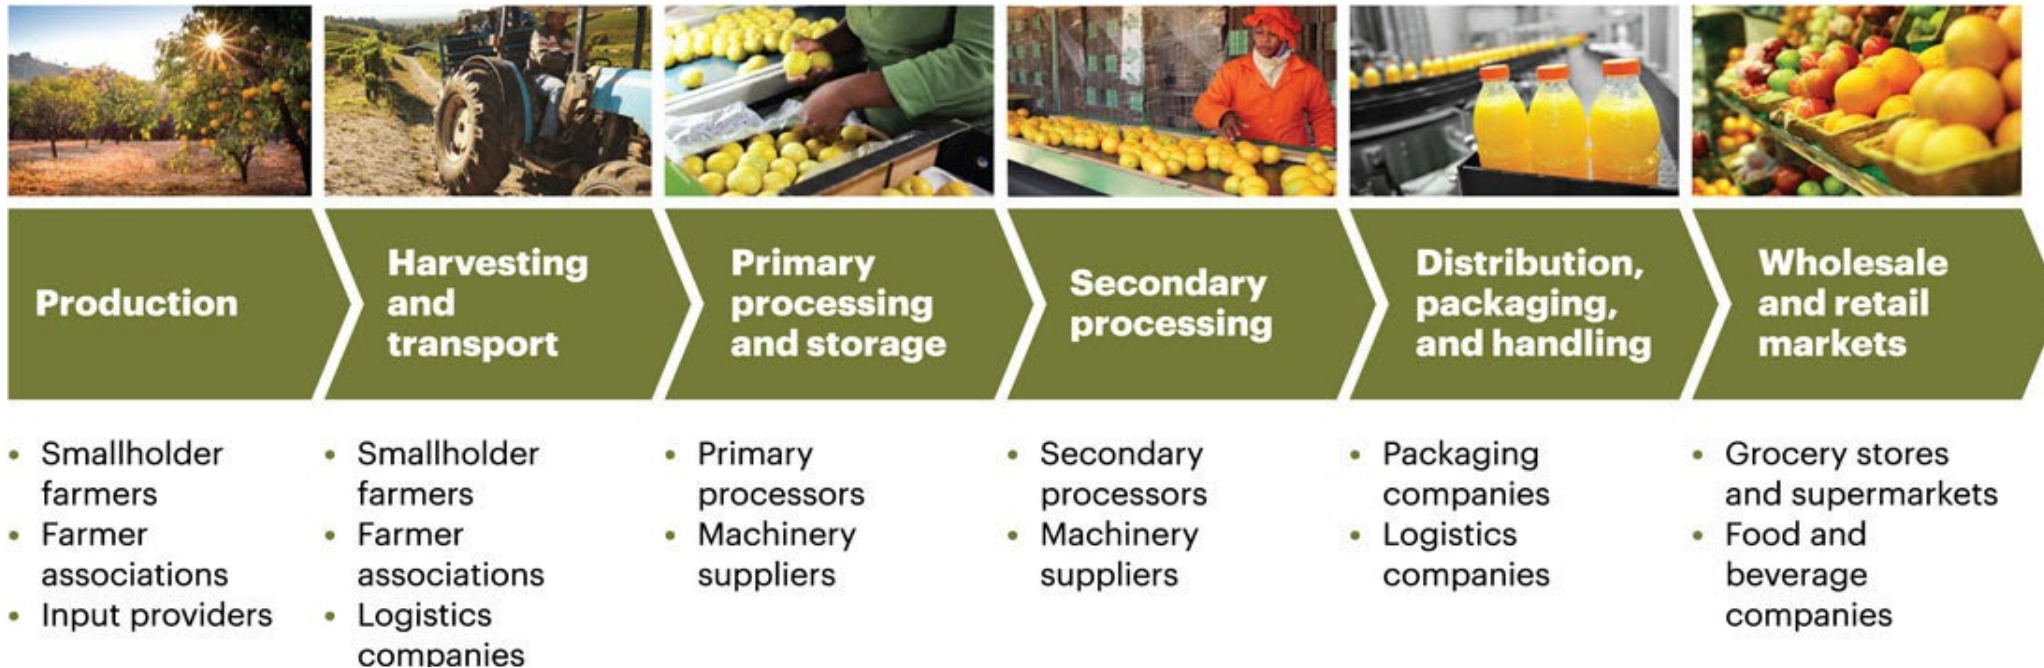 Production
Harvesting
and
transport
Primary
processing
and storage
Secondary
processing
Distribution,
packaging,
and handling
Wholesale
and retail
markets
• Smallholder
farmers
• Farmer
associations
• Input providers
• Smallholder
farmers
• Farmer
associations
• Logistics
companies
• Primary
processors
• Machinery
suppliers
• Secondary
processors
• Machinery
suppliers
• Packaging
companies
• Logistics
companies
• Grocery stores
and supermarkets
• Food and
beverage
companies